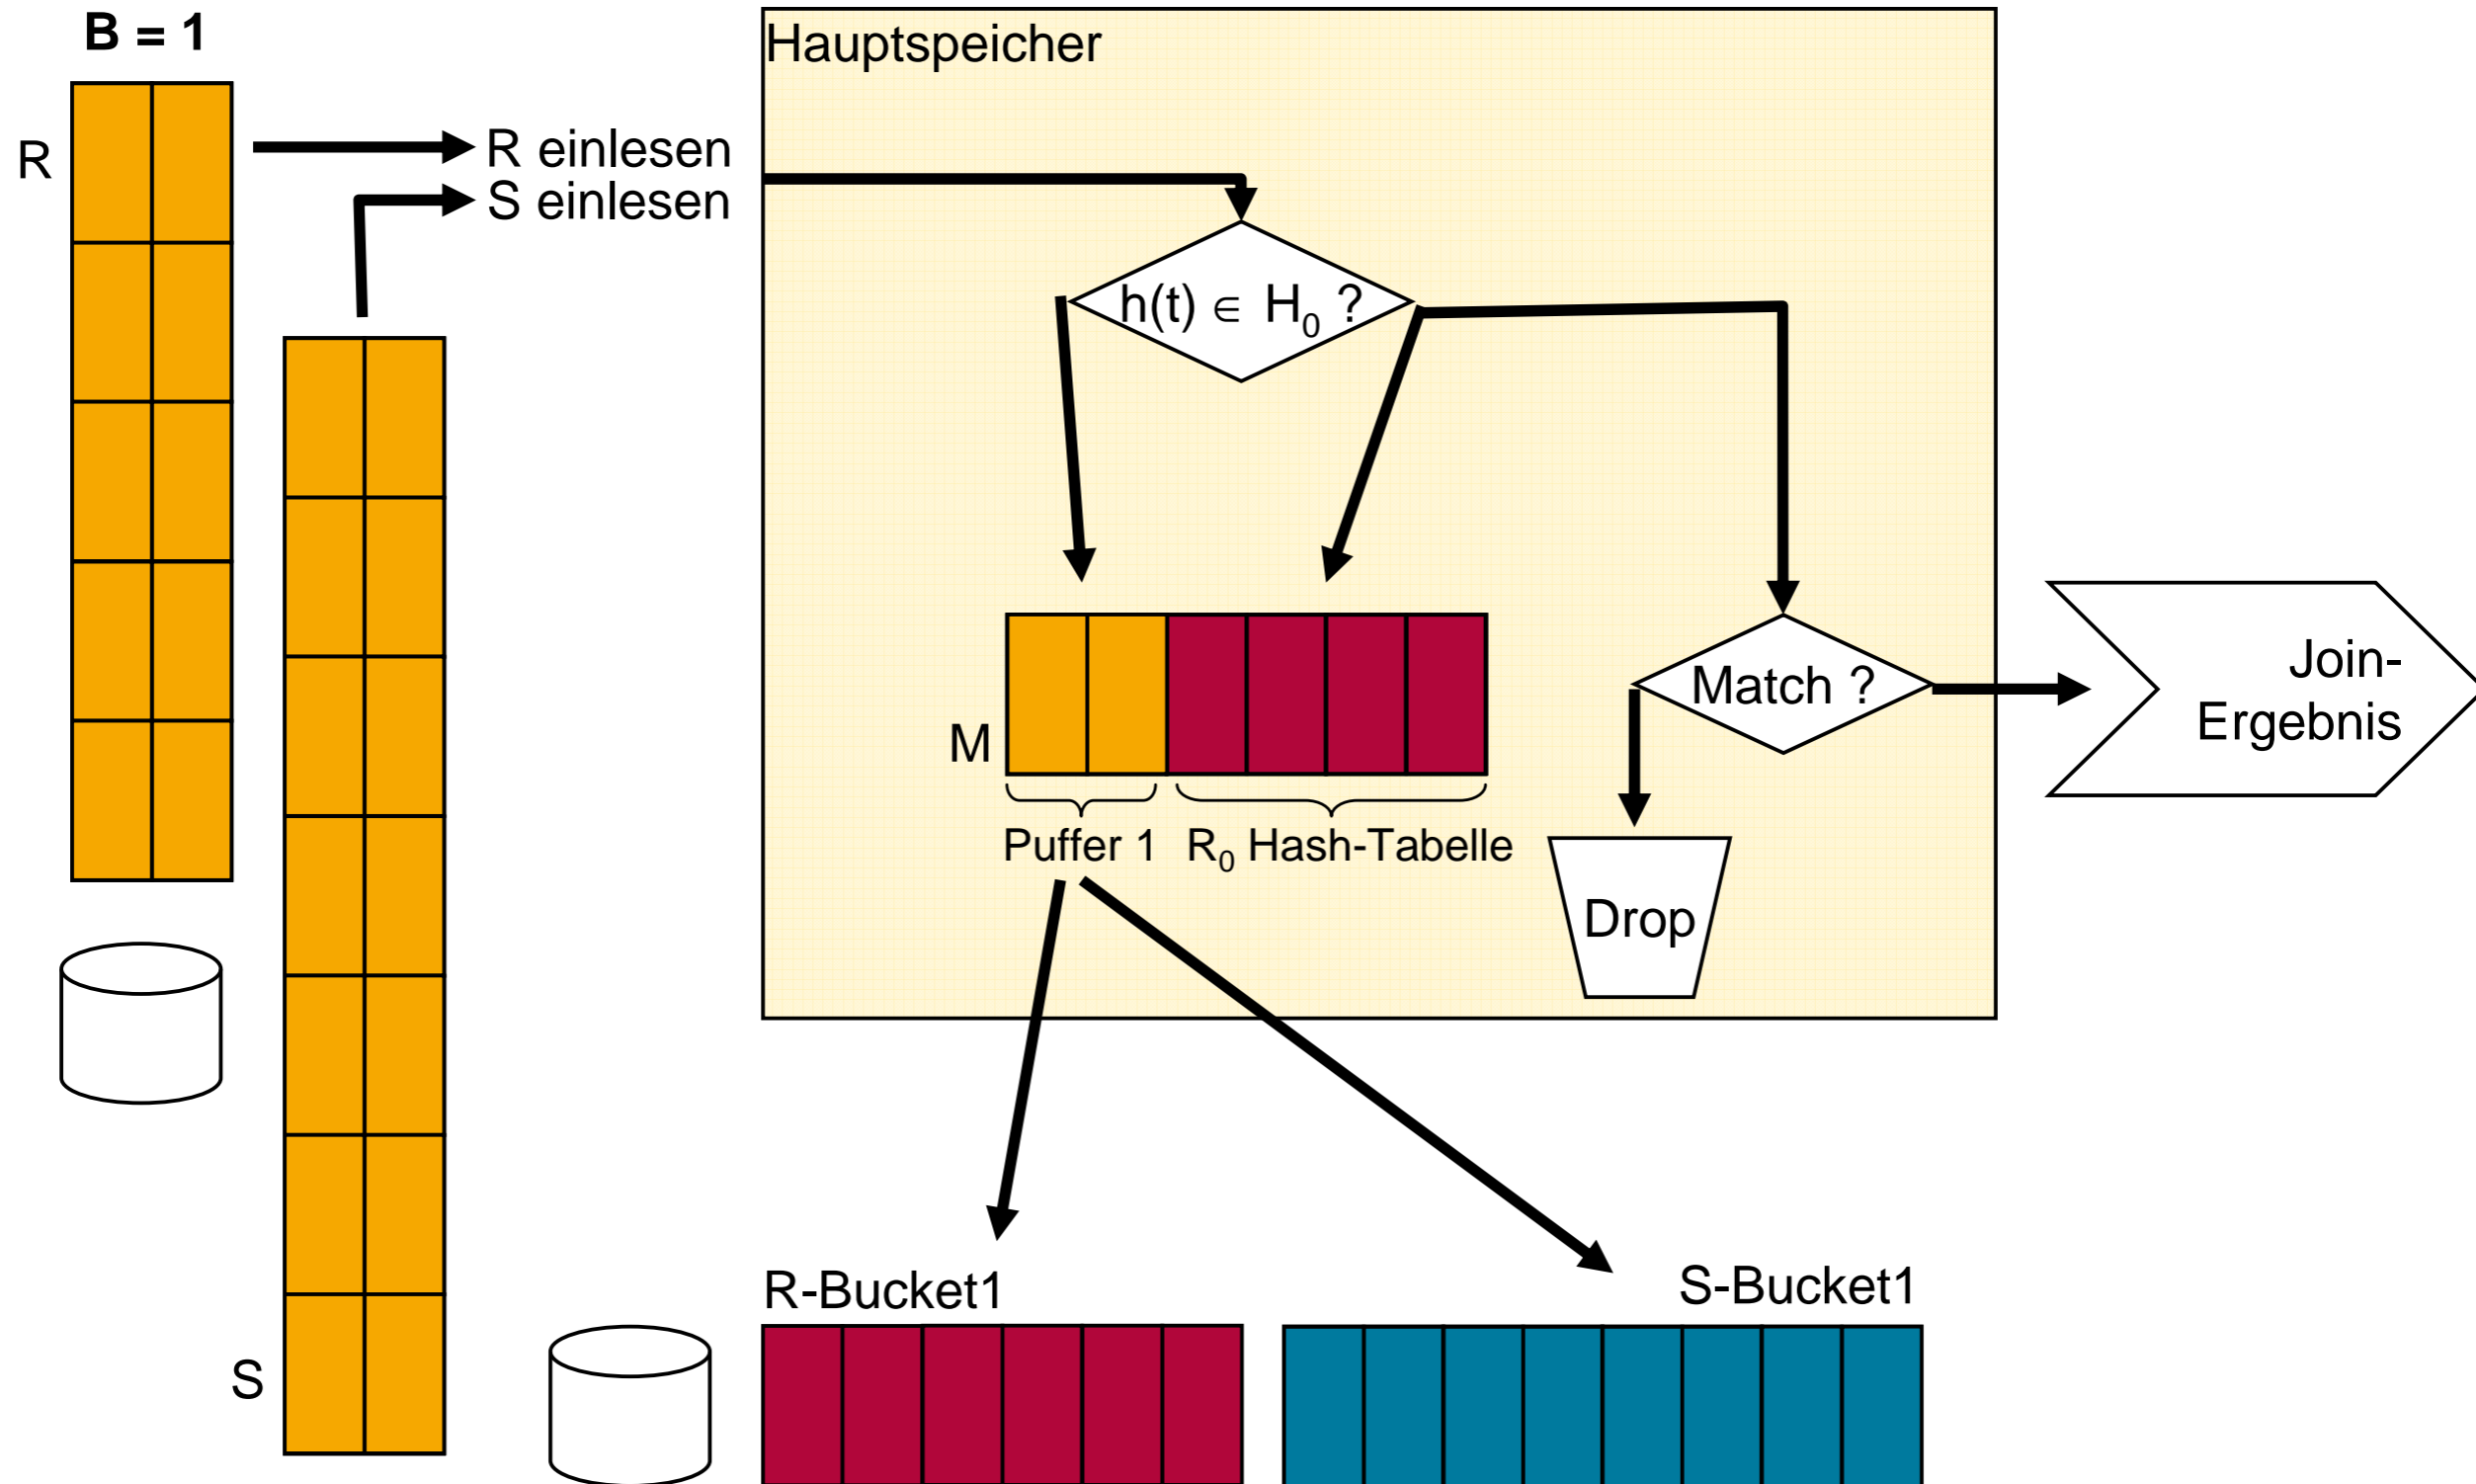 B = 1
Hauptspeicher
R
R einlesen
S einlesen
h(t) ∈ H₀ ?
Match ?
Join-
Ergebnis
M
Puffer 1
R₀ Hash-Tabelle
Drop
R-Bucket1
S-Bucket1
S